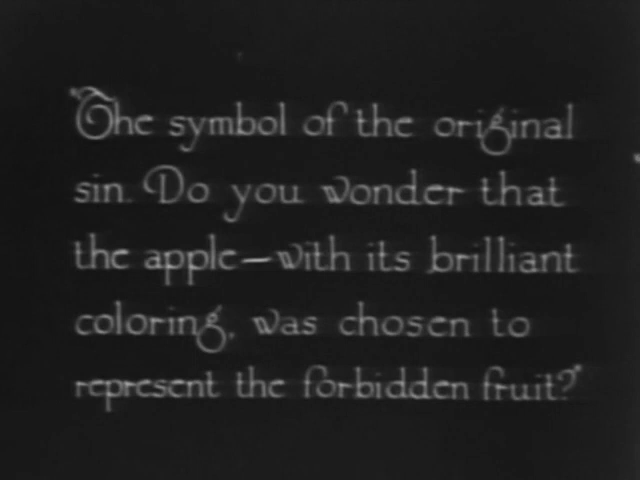 "The symbol of the original
sin. Do you wonder that
the apple—with its brilliant
coloring, was chosen to
represent the forbidden fruit?"